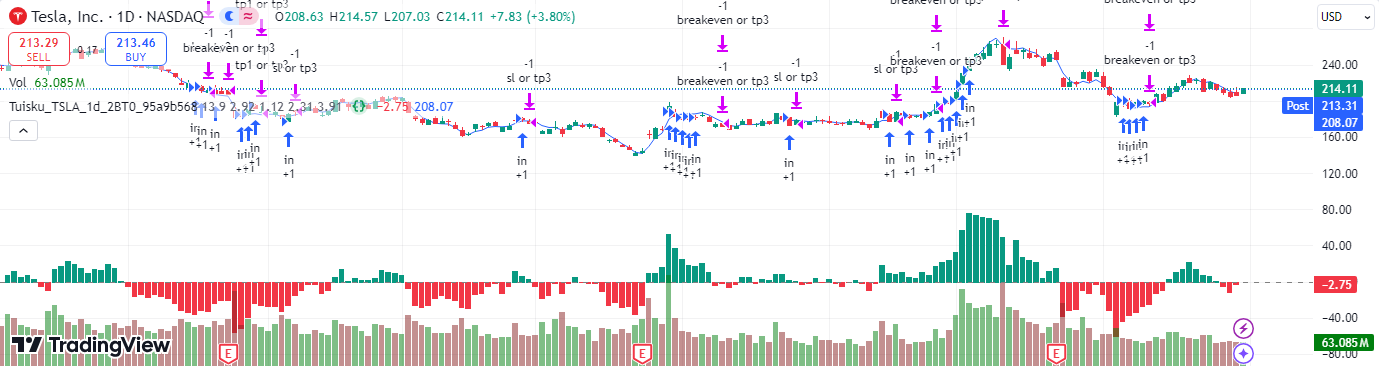 Tesla, Inc. · 1D · NASDAQ
O208.63 H214.57 L207.03 C214.11 +7.83 (+3.80%)
213.29
SELL
0.17
213.46
BUY
Vol 63.085M
Tuisku_TSLA_1d_2BT0_95a9b568 13 9 2.92 1.12 2.31 3.91
−2.75 208.07
tp1 or tp3
-1
-1
breakeven or tp3
tp1 or tp3
-1
sl or tp3
-1
sl or tp3
-1
breakeven or tp3
-1
breakeven or tp3
-1
sl or tp3
breakeven or tp3
-1
sl or tp3
-1
breakeven or tp3
breakeven or tp3
breakeven or tp3
-1
breakeven or tp3
in
+1
in
+1
in
+1
in
+1
in
+1
in
+1
in
+1
in
+1
USD
240.00
214.11
Post 213.31
208.07
160.00
120.00
80.00
40.00
−2.75
−40.00
63.085M
−80.00
E
E
E
TradingView